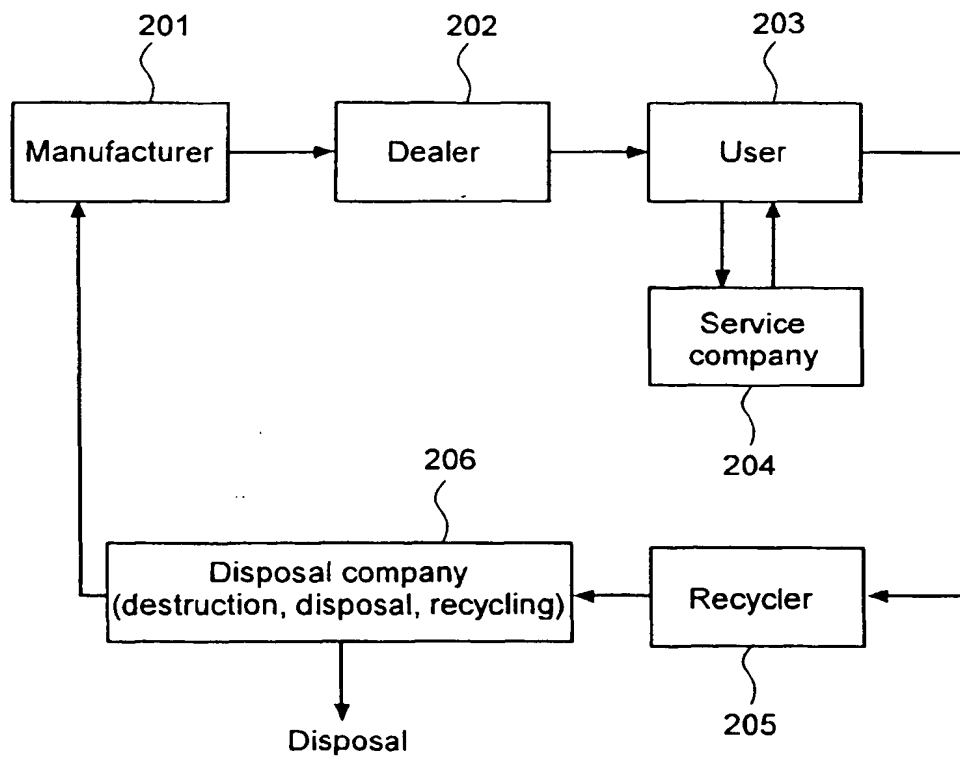 201
202
203
Manufacturer
Dealer
User
Service
company
204
206
Disposal company
(destruction, disposal, recycling)
Recycler
205
Disposal